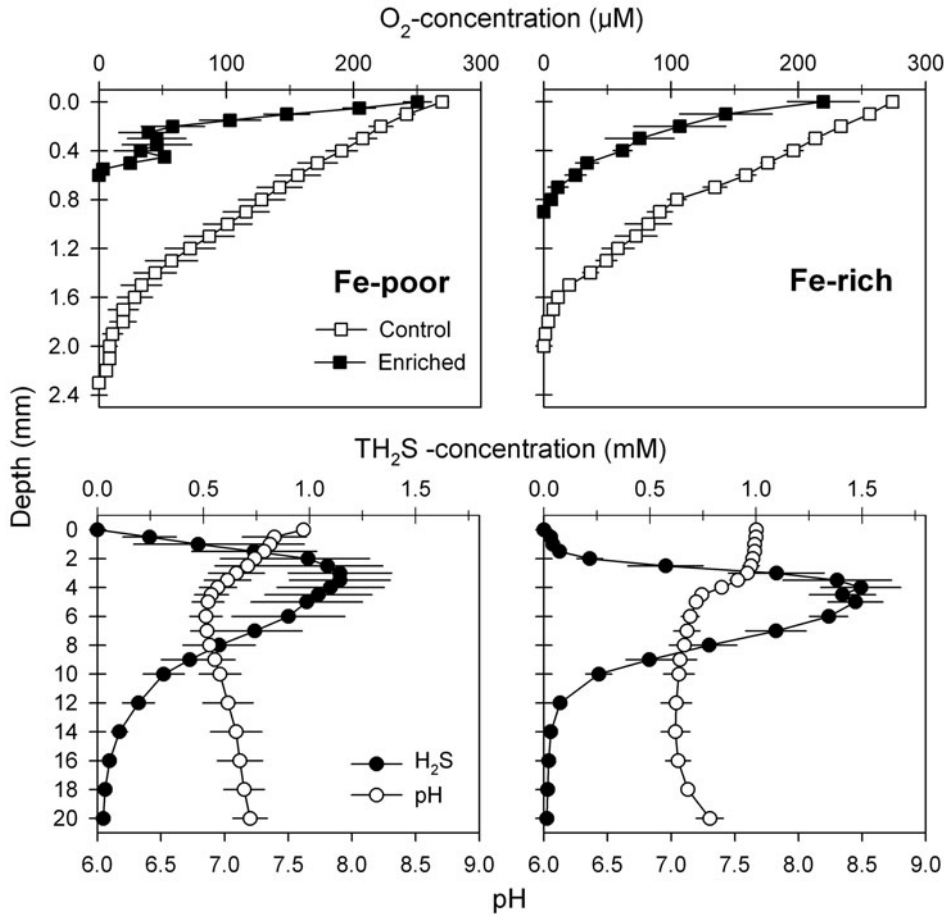 O₂-concentration (µM)
0 100 200 300 0 100 200 300
0.0
0.4
0.8
1.2
1.6
2.0
2.4
Fe-poor
Control
Enriched
Fe-rich
Depth (mm)
TH₂S -concentration (mM)
0.0 0.5 1.0 1.5 0.0 0.5 1.0 1.5
0
2
4
6
8
10
12
14
16
18
20
H₂S
pH
6.0 6.5 7.0 7.5 8.0 8.5 9.0 6.0 6.5 7.0 7.5 8.0 8.5 9.0
pH